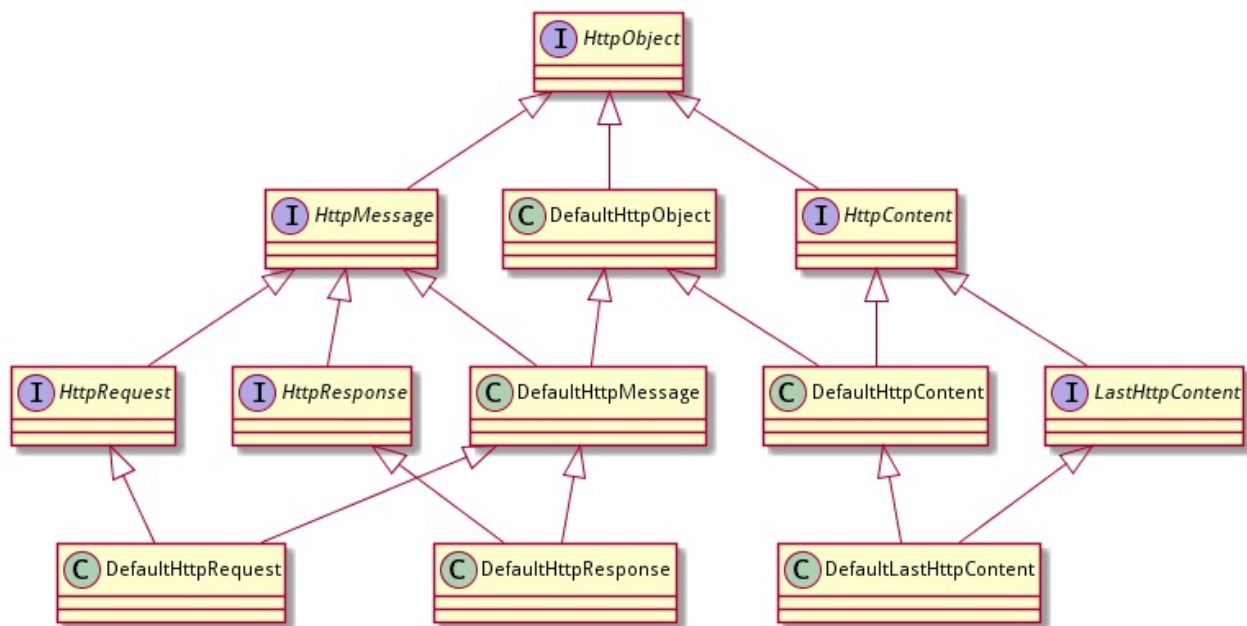 I HttpObject
I HttpMessage
C DefaultHttpObject
I HttpContent
I HttpRequest
I HttpResponse
C DefaultHttpMessage
C DefaultHttpContent
I LastHttpContent
C DefaultHttpRequest
C DefaultHttpResponse
C DefaultLastHttpContent